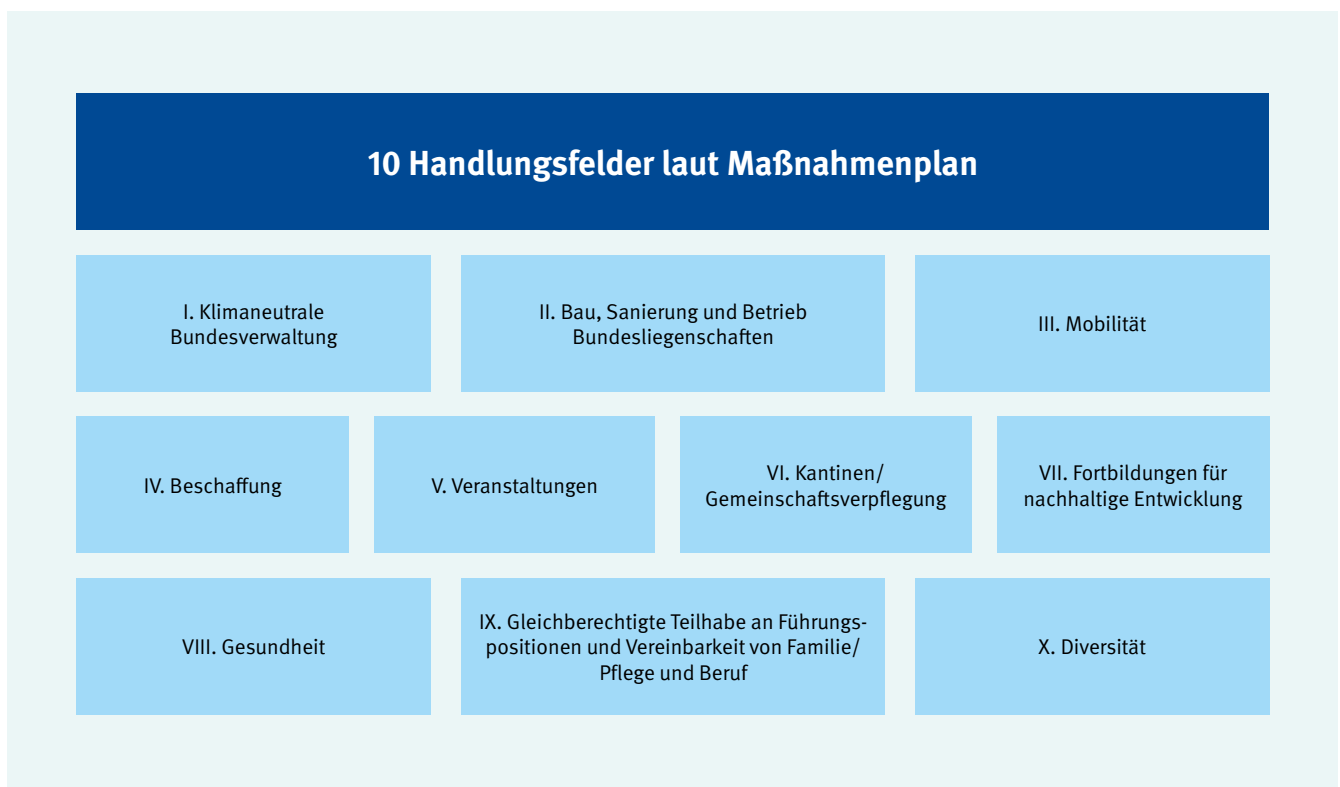 10 Handlungsfelder laut Maßnahmenplan
I. Klimaneutrale
Bundesverwaltung
II. Bau, Sanierung und Betrieb
Bundesliegenschaften
III. Mobilität
IV. Beschaffung
V. Veranstaltungen
VI. Kantinen/
Gemeinschaftsverpflegung
VII. Fortbildungen für
nachhaltige Entwicklung
VIII. Gesundheit
IX. Gleichberechtigte Teilhabe an Führungs-
positionen und Vereinbarkeit von Familie/
Pflege und Beruf
X. Diversität